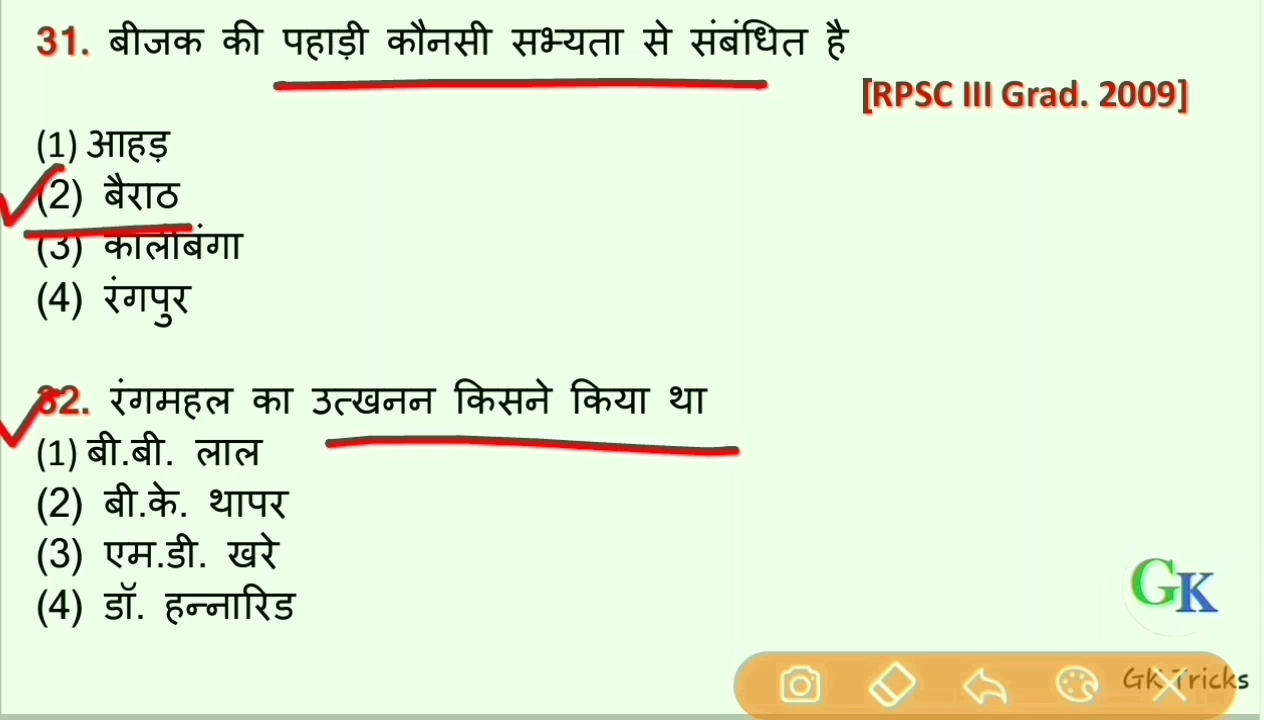 31. बीजक की पहाड़ी कौनसी सभ्यता से संबंधित है
[RPSC III Grad. 2009]
(1) आहड़
(2) बैराठ
(3) कालीबंगा
(4) रंगपुर
32. रंगमहल का उत्खनन किसने किया था
(1) बी.बी. लाल
(2) बी.के. थापर
(3) एम.डी. खरे
(4) डॉ. हन्नारिड
GK
GK Tricks